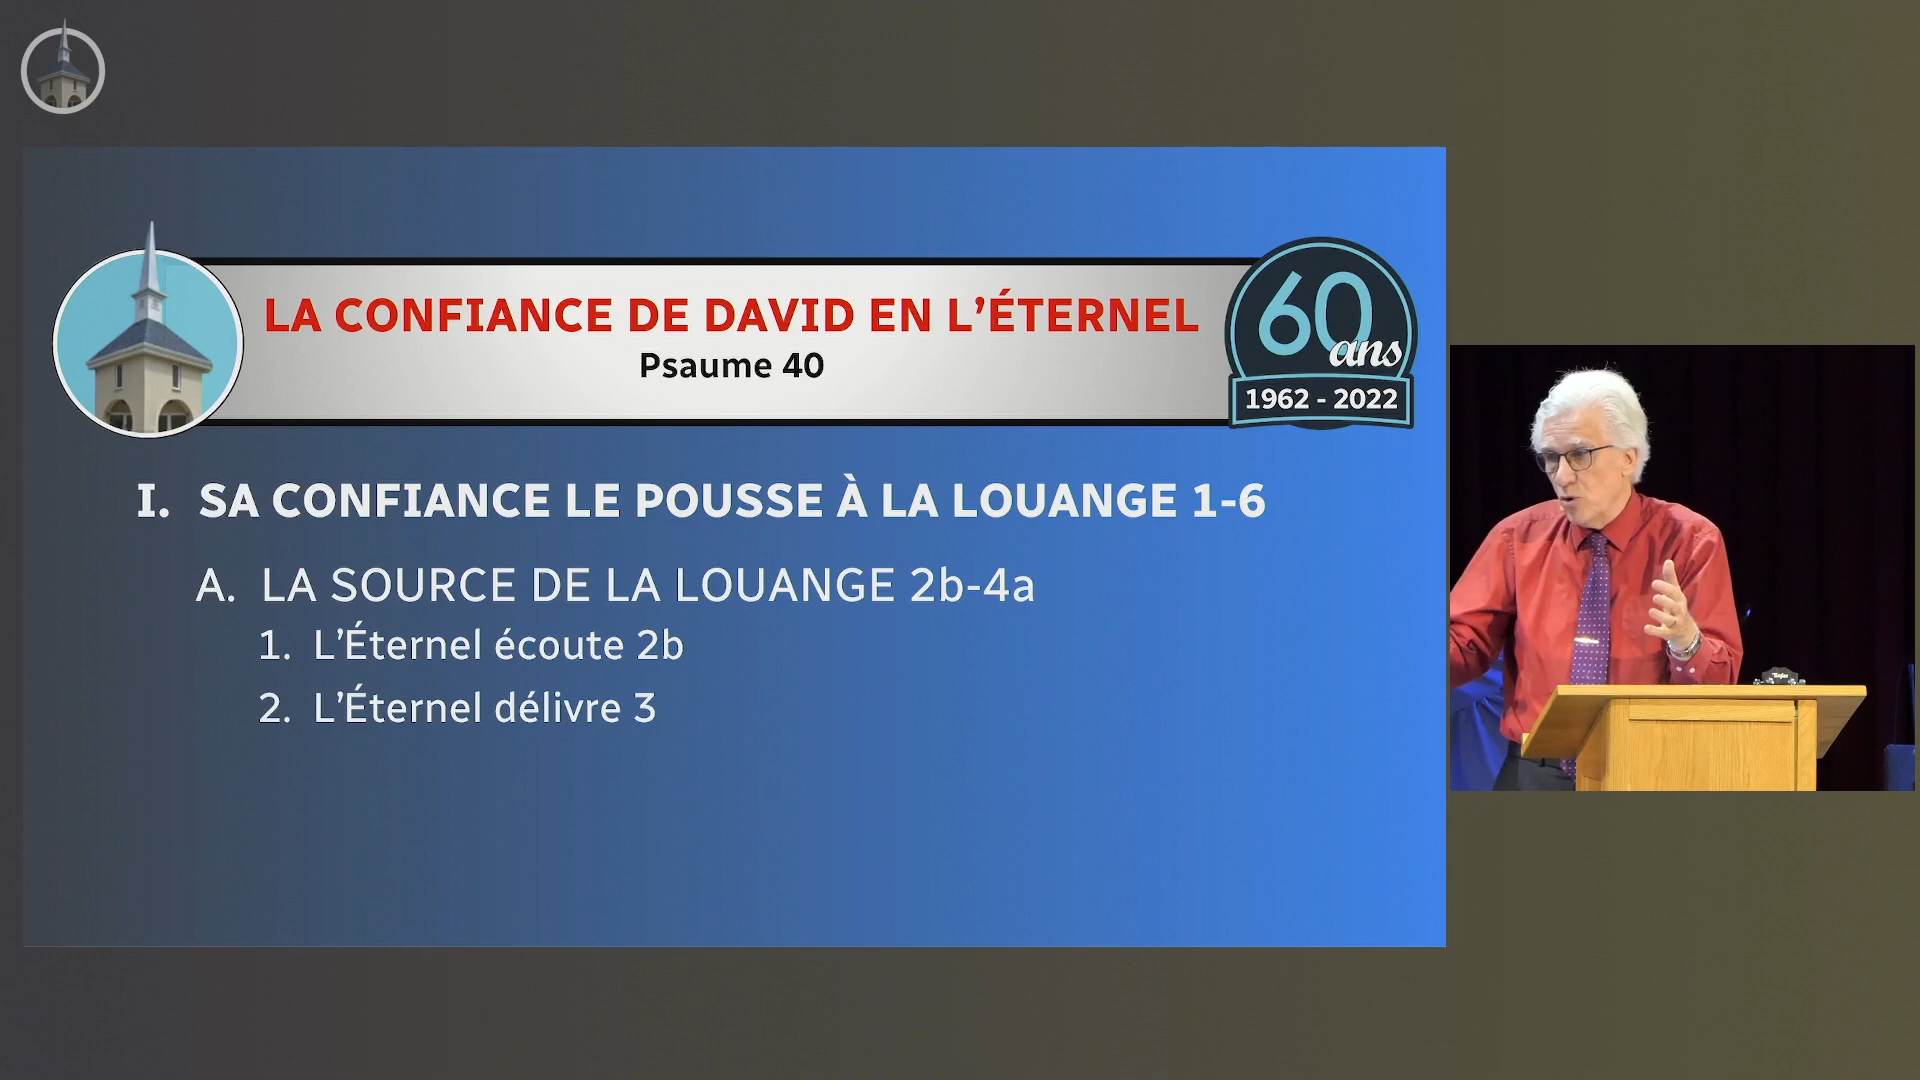 LA CONFIANCE DE DAVID EN L’ÉTERNEL
Psaume 40
60
ans
1962 - 2022
I. SA CONFIANCE LE POUSSE À LA LOUANGE 1-6
A. LA SOURCE DE LA LOUANGE 2b-4a
1. L’Éternel écoute 2b
2. L’Éternel délivre 3
Taylor